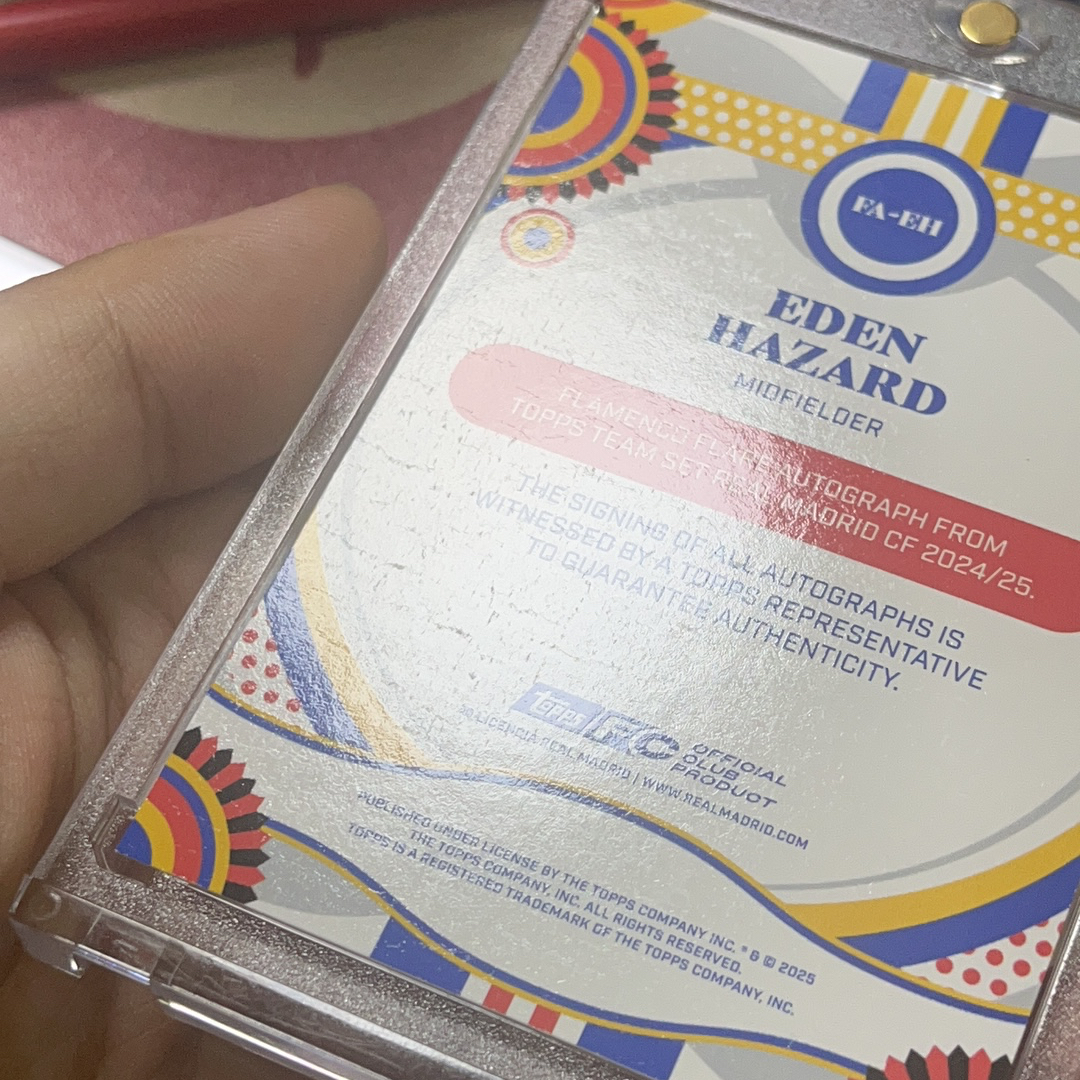 FA-EH
EDEN
HAZARD
MIDFIELDER
FLAMENCO FLARE AUTOGRAPH FROM
TOPPS TEAM SET REAL MADRID CF 2024/25.
THE SIGNING OF ALL AUTOGRAPHS IS
WITNESSED BY A TOPPS REPRESENTATIVE
TO GUARANTEE AUTHENTICITY.
topps FC OFFICIAL
CLUB
PRODUCT
LICENCIA REAL MADRID | WWW.REALMADRID.COM
PUBLISHED UNDER LICENSE BY THE TOPPS COMPANY INC. ® & © 2025
THE TOPPS COMPANY, INC. ALL RIGHTS RESERVED.
TOPPS IS A REGISTERED TRADEMARK OF THE TOPPS COMPANY, INC.